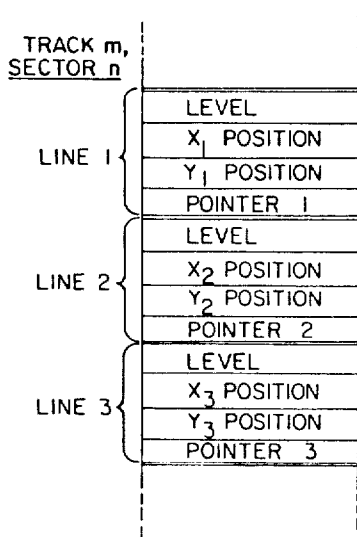 TRACK m,
SECTOR n
LINE 1
LEVEL
X1 POSITION
Y1 POSITION
POINTER 1
LINE 2
LEVEL
X2 POSITION
Y2 POSITION
POINTER 2
LINE 3
LEVEL
X3 POSITION
Y3 POSITION
POINTER 3